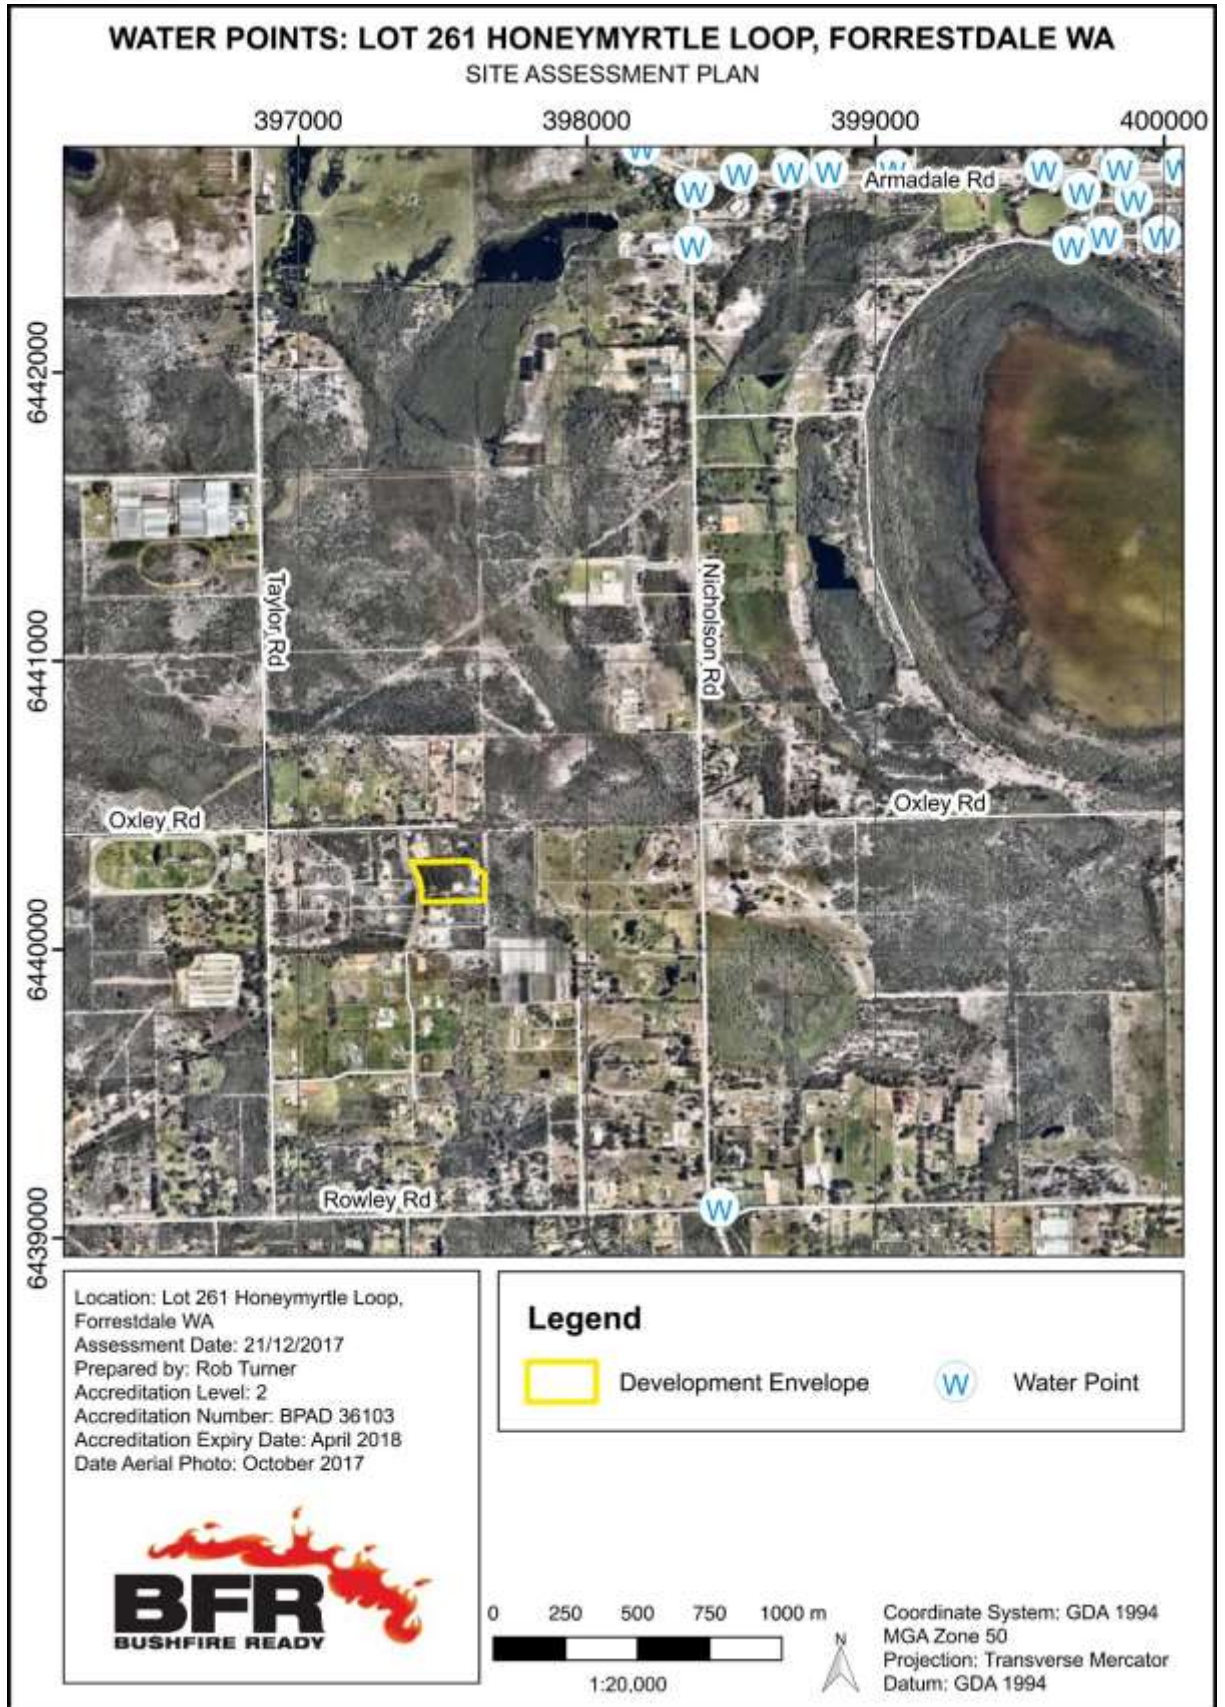 WATER POINTS: LOT 261 HONEYMYRTLE LOOP, FORRESTDALE WA
SITE ASSESSMENT PLAN
397000 398000 399000 400000
W W W W W W W W W W
Armadale Rd
W W W W W
6442000
Taylor Rd
Nicholson Rd
6441000
Oxley Rd
Oxley Rd
6440000
Rowley Rd
W
6439000
Location: Lot 261 Honeymyrtle Loop,
Forrestdale WA
Assessment Date: 21/12/2017
Prepared by: Rob Turner
Accreditation Level: 2
Accreditation Number: BPAD 36103
Accreditation Expiry Date: April 2018
Date Aerial Photo: October 2017
BFR
BUSHFIRE READY
Legend
Development Envelope
W Water Point
0 250 500 750 1000 m
1:20,000
N
Coordinate System: GDA 1994
MGA Zone 50
Projection: Transverse Mercator
Datum: GDA 1994